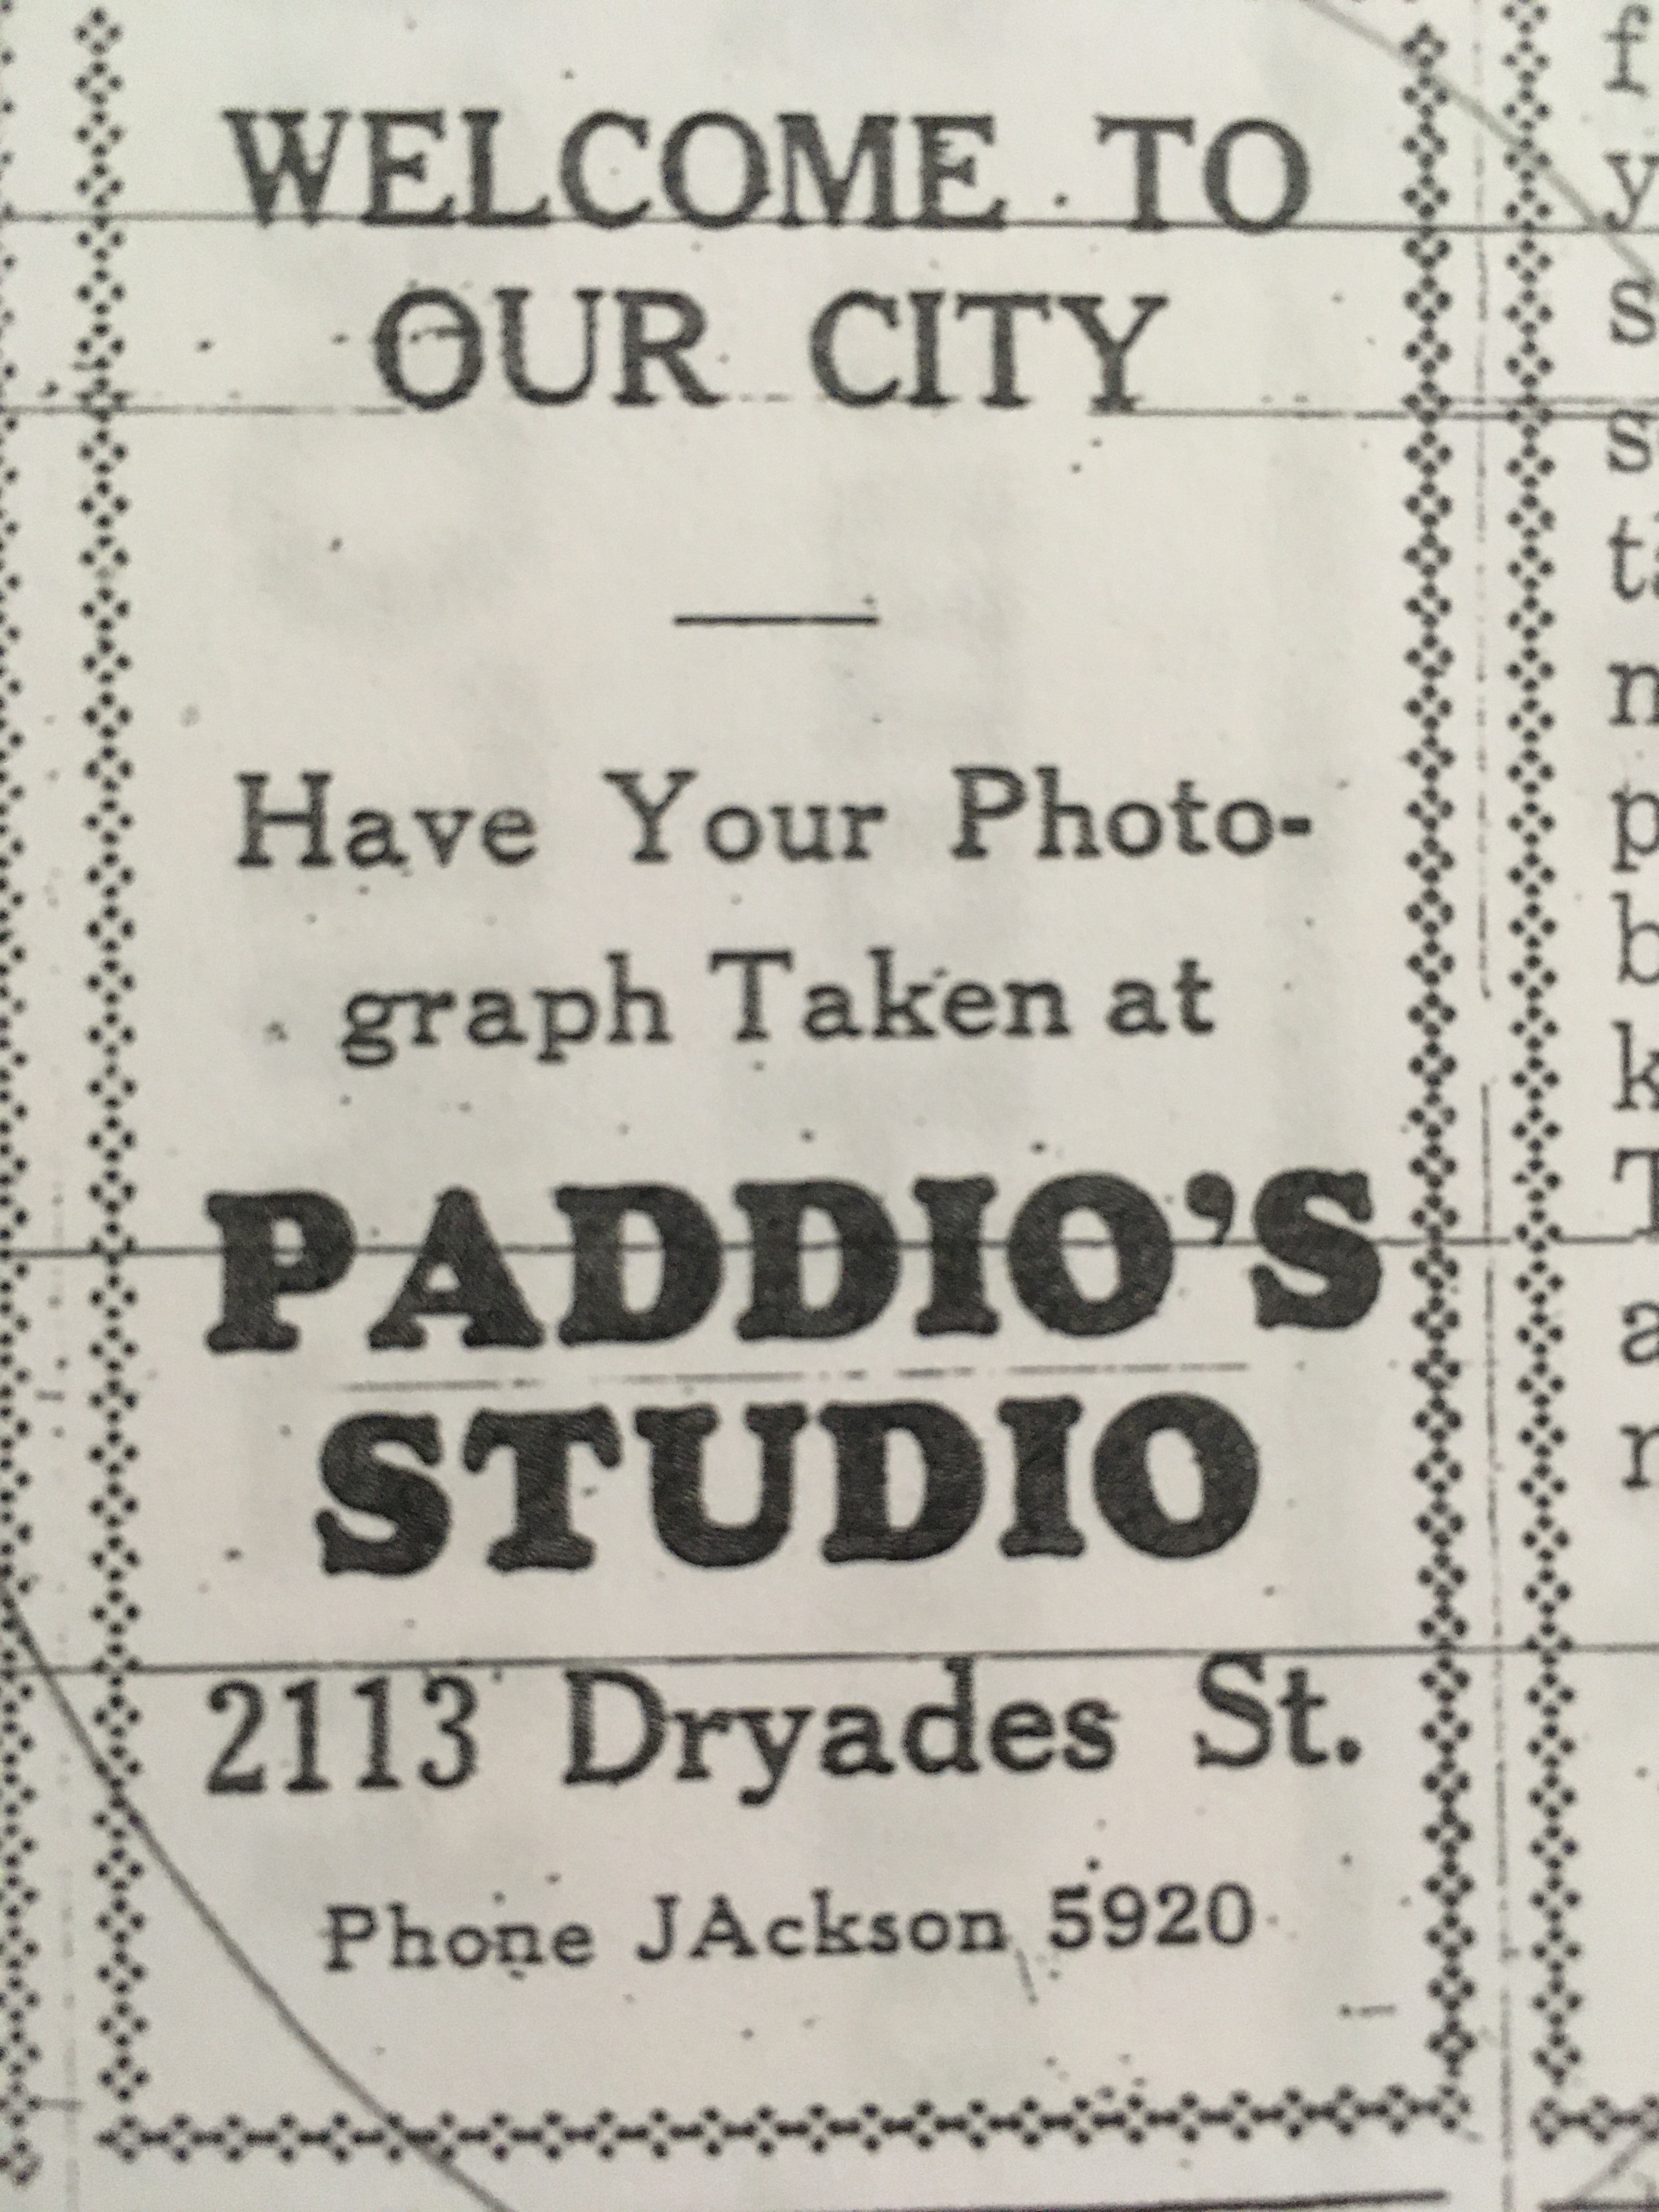 WELCOME TO
OUR CITY
Have Your Photo-
graph Taken at
PADDIO'S
STUDIO
2113 Dryades St.
Phone JAckson 5920